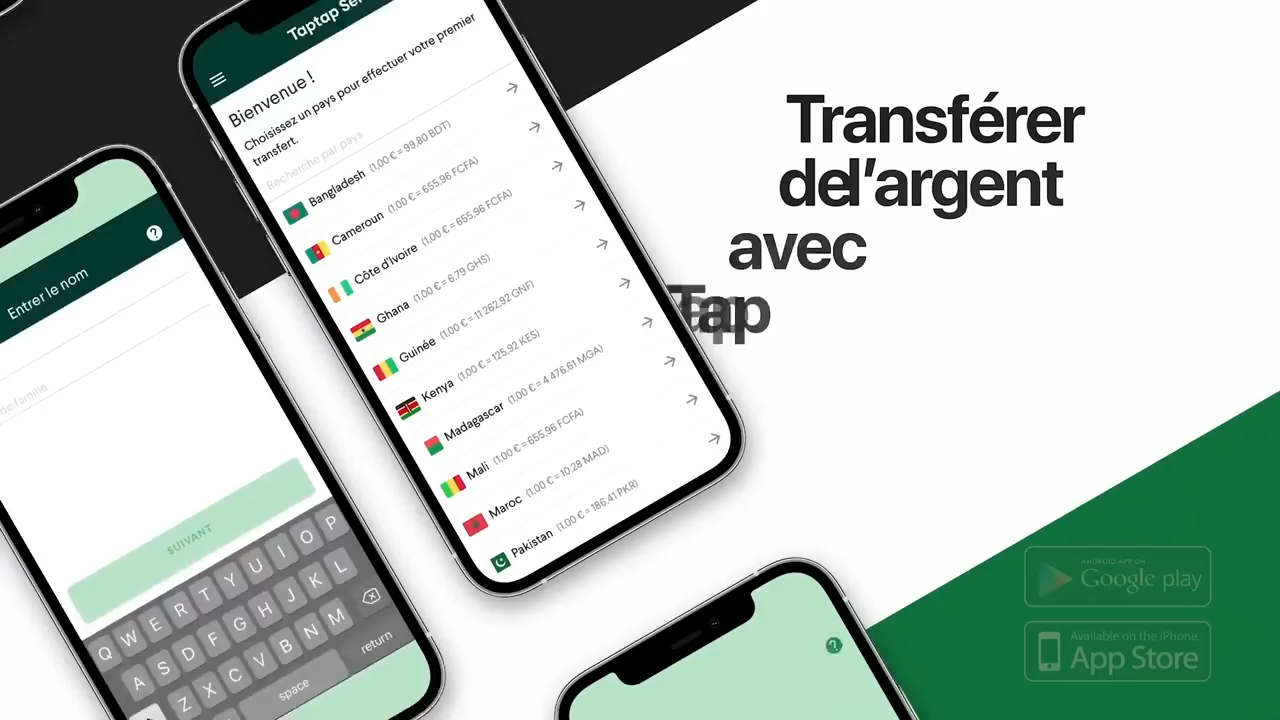 Taptap
Bienvenue !
Choisissez un pays pour effectuer votre premier
transfert.
Recherche par pays
Bangladesh (1,00 € = 99,80 BDT)
Cameroun (1,00 € = 655,96 FCFA)
Côte d'Ivoire (1,00 € = 655,96 FCFA)
Ghana (1,00 € = 6,79 GHS)
Guinée (1,00 € = 11 262,92 GNF)
Kenya (1,00 € = 125,92 KES)
Madagascar (1,00 € = 4 476,61 MGA)
Mali (1,00 € = 655,96 FCFA)
Maroc (1,00 € = 10,28 MAD)
Pakistan (1,00 € = 186,41 PKR)
?
Entrer le nom
de famille
SUIVANT
Q W E R T Y U I O P
A S D F G H J K L
Z X C V B N M
space return
Transférer
de l'argent
avec
Tap
?
ANDROID APP ON
Google play
Available on the iPhone
App Store